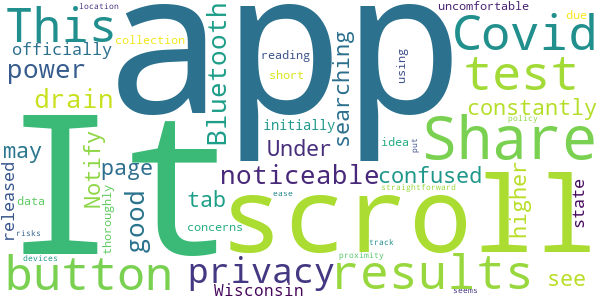 location
uncomfortable
This
app
Covid
officially
collection
Bluetooth
searching
reading
using
due
power
short
test
drain
constantly
policy
It
Share
initially
Notify
Under
idea
put
may
page
noticeable
confused
higher
state
released
thoroughly
good
tab
scroll
ease
straightforward
data
concerns
risks
track
proximity
devices
button
privacy
results
see
Wisconsin
seems